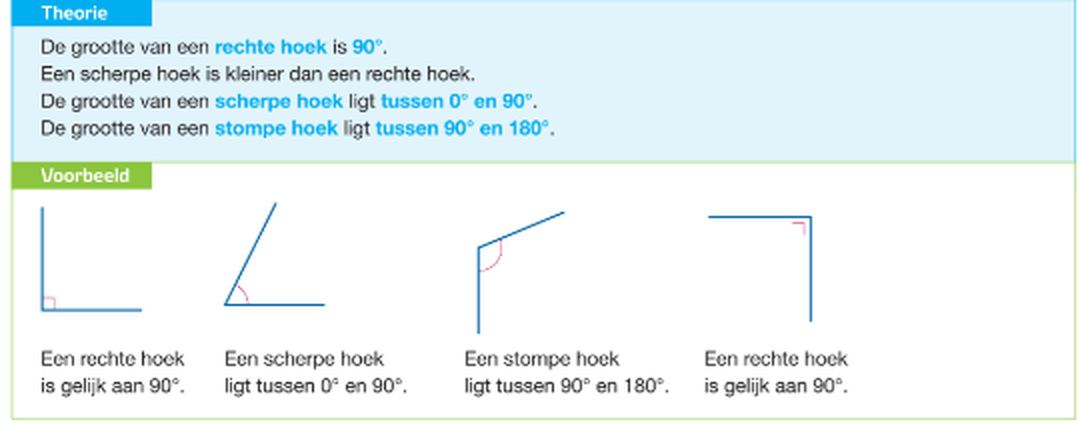 Theorie
De grootte van een rechte hoek is 90°.
Een scherpe hoek is kleiner dan een rechte hoek.
De grootte van een scherpe hoek ligt tussen 0° en 90°.
De grootte van een stompe hoek ligt tussen 90° en 180°.
Voorbeeld
Een rechte hoek
is gelijk aan 90°.
Een scherpe hoek
ligt tussen 0° en 90°.
Een stompe hoek
ligt tussen 90° en 180°.
Een rechte hoek
is gelijk aan 90°.